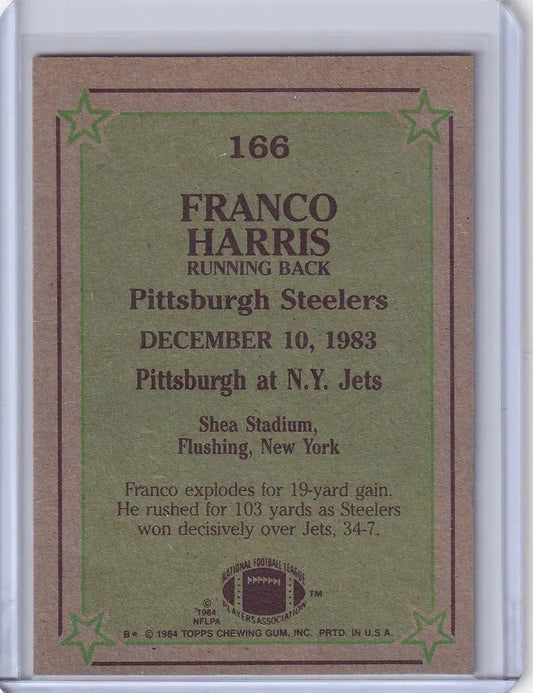 166
FRANCO
HARRIS
RUNNING BACK
Pittsburgh Steelers
DECEMBER 10, 1983
Pittsburgh at N.Y. Jets
Shea Stadium,
Flushing, New York
Franco explodes for 19-yard gain.
He rushed for 103 yards as Steelers
won decisively over Jets, 34-7.
NATIONAL FOOTBALL LEAGUE
PLAYERS ASSOCIATION
™
©
1984
NFLPA
B* © 1984 TOPPS CHEWING GUM, INC. PRTD. IN U.S.A.